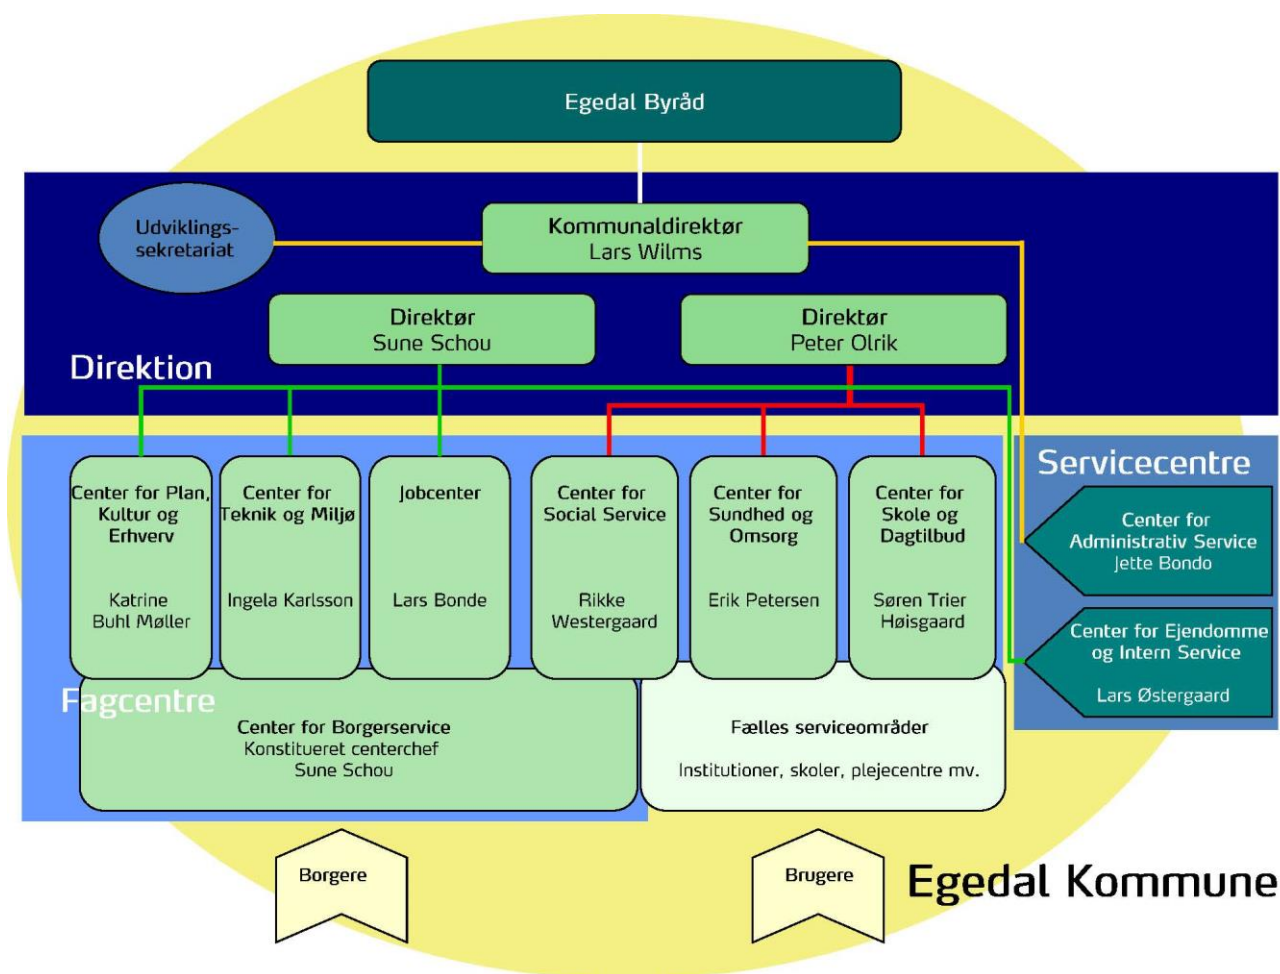 Egedal Byråd
Udviklings-
sekretariat
Kommunaldirektør
Lars Wilms
Direktør
Sune Schou
Direktør
Peter Olrik
Direktion
Center for Plan,
Kultur og
Erhverv
Katrine
Buhl Møller
Center for
Teknik og Miljø
Ingela Karlsson
Jobcenter
Lars Bonde
Center for
Social Service
Rikke
Westergaard
Center for
Sundhed og
Omsorg
Erik Petersen
Center for
Skole og
Dagtilbud
Søren Trier
Høisgaard
Servicecentre
Center for
Administrativ Service
Jette Bondo
Center for Ejendomme
og Intern Service
Lars Østergaard
Fagcentre
Center for Borgerservice
Konstitueret centerchef
Sune Schou
Fælles serviceområder
Institutioner, skoler, plejecentre mv.
Borgere
Brugere
Egedal Kommune